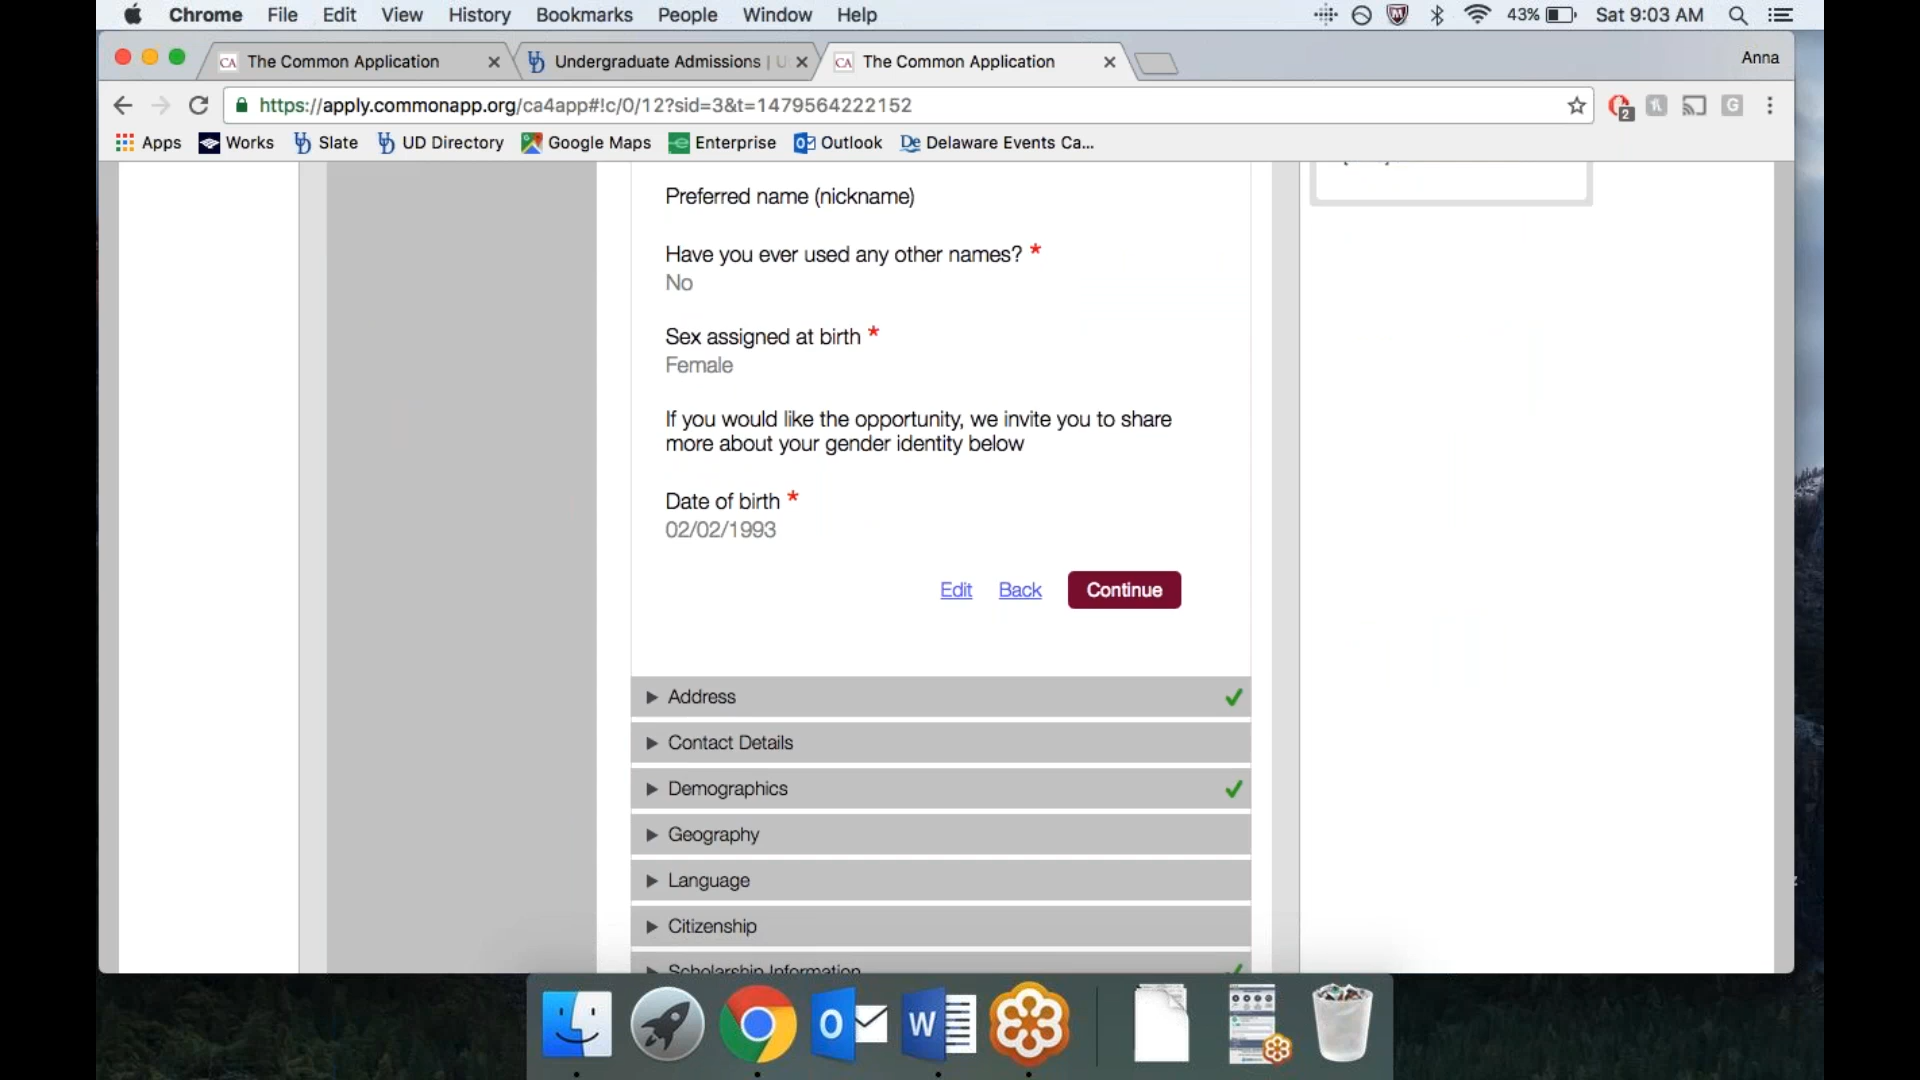 Chrome File Edit View History Bookmarks People Window Help 43% Sat 9:03 AM
The Common Application Undergraduate Admissions | U The Common Application Anna
https://apply.commonapp.org/ca4app#!c/0/12?sid=3&t=1479564222152 2 G
Apps Works Slate UD Directory Google Maps Enterprise Outlook Delaware Events Ca...
Preferred name (nickname)
Have you ever used any other names? *
No
Sex assigned at birth *
Female
If you would like the opportunity, we invite you to share
more about your gender identity below
Date of birth *
02/02/1993
Edit Back Continue
Address
Contact Details
Demographics
Geography
Language
Citizenship
Scholarship Information